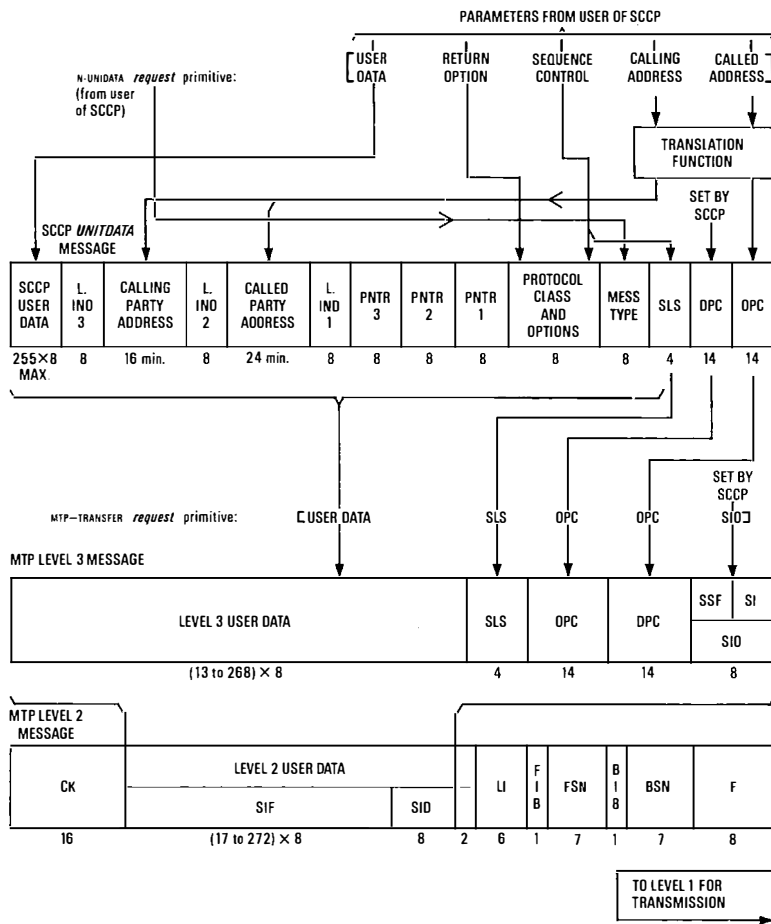 PARAMETERS FROM USER OF SCCP
[USER DATA
RETURN OPTION
SEQUENCE CONTROL
CALLING ADDRESS
CALLED ADDRESS]
N-UNIDATA request primitive:
(from user
of SCCP)
TRANSLATION
FUNCTION
SET BY
SCCP
SCCP UNITDATA
MESSAGE
SCCP USER DATA
L. INO 3
CALLING PARTY ADDRESS
L. INO 2
CALLED PARTY AOORESS
L. IND 1
PNTR 3
PNTR 2
PNTR 1
PROTOCOL CLASS AND OPTIONS
MESS TYPE
SLS
DPC
OPC
255×8 MAX.
8
16 min.
8
24 min.
8
8
8
8
8
8
4
14
14
SET BY
SCCP
MTP–TRANSFER request primitive:
[USER DATA
SLS
OPC
OPC
SIO]
MTP LEVEL 3 MESSAGE
LEVEL 3 USER DATA
SLS
OPC
DPC
SSF
SI
SIO
(13 to 268) × 8
4
14
14
8
MTP LEVEL 2
MESSAGE
CK
LEVEL 2 USER DATA
SIF
SID
LI
F I B
FSN
B I 8
BSN
F
16
(17 to 272) × 8
8
2
6
1
7
1
7
8
TO LEVEL 1 FOR
TRANSMISSION